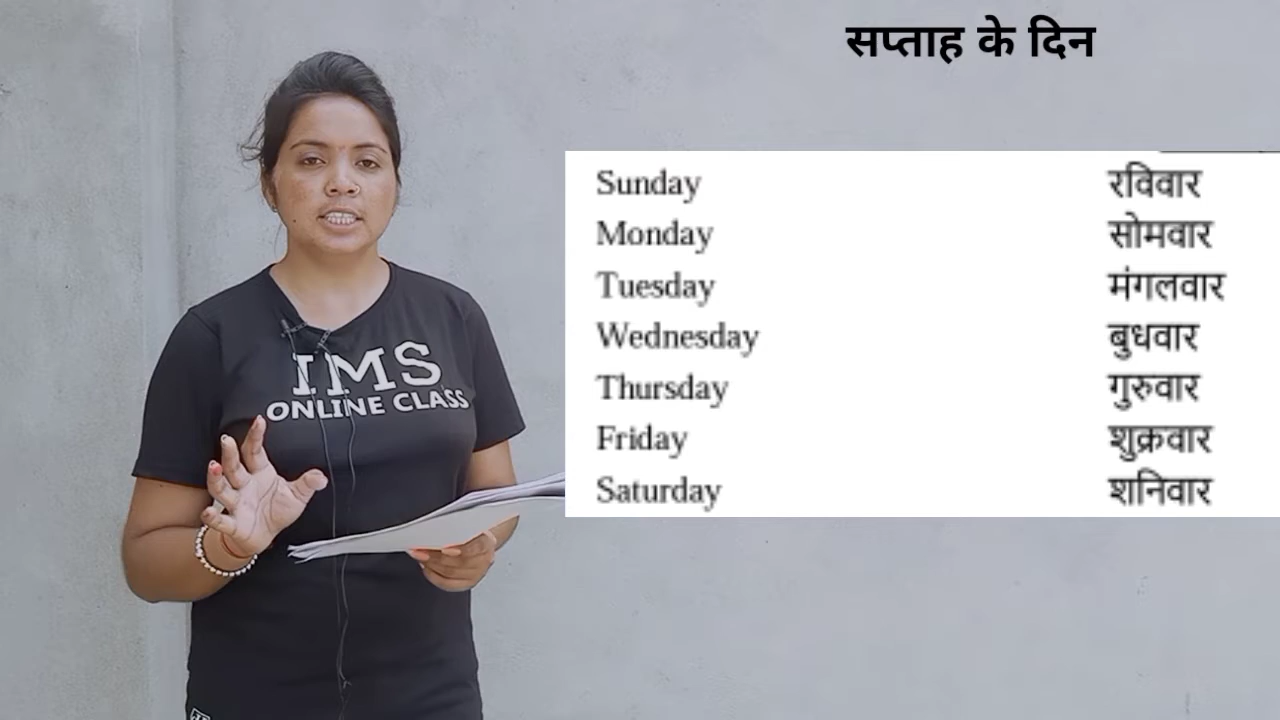 सप्ताह के दिन
IMS
ONLINE CLASS
Sunday रविवार
Monday सोमवार
Tuesday मंगलवार
Wednesday बुधवार
Thursday गुरुवार
Friday शुक्रवार
Saturday शनिवार